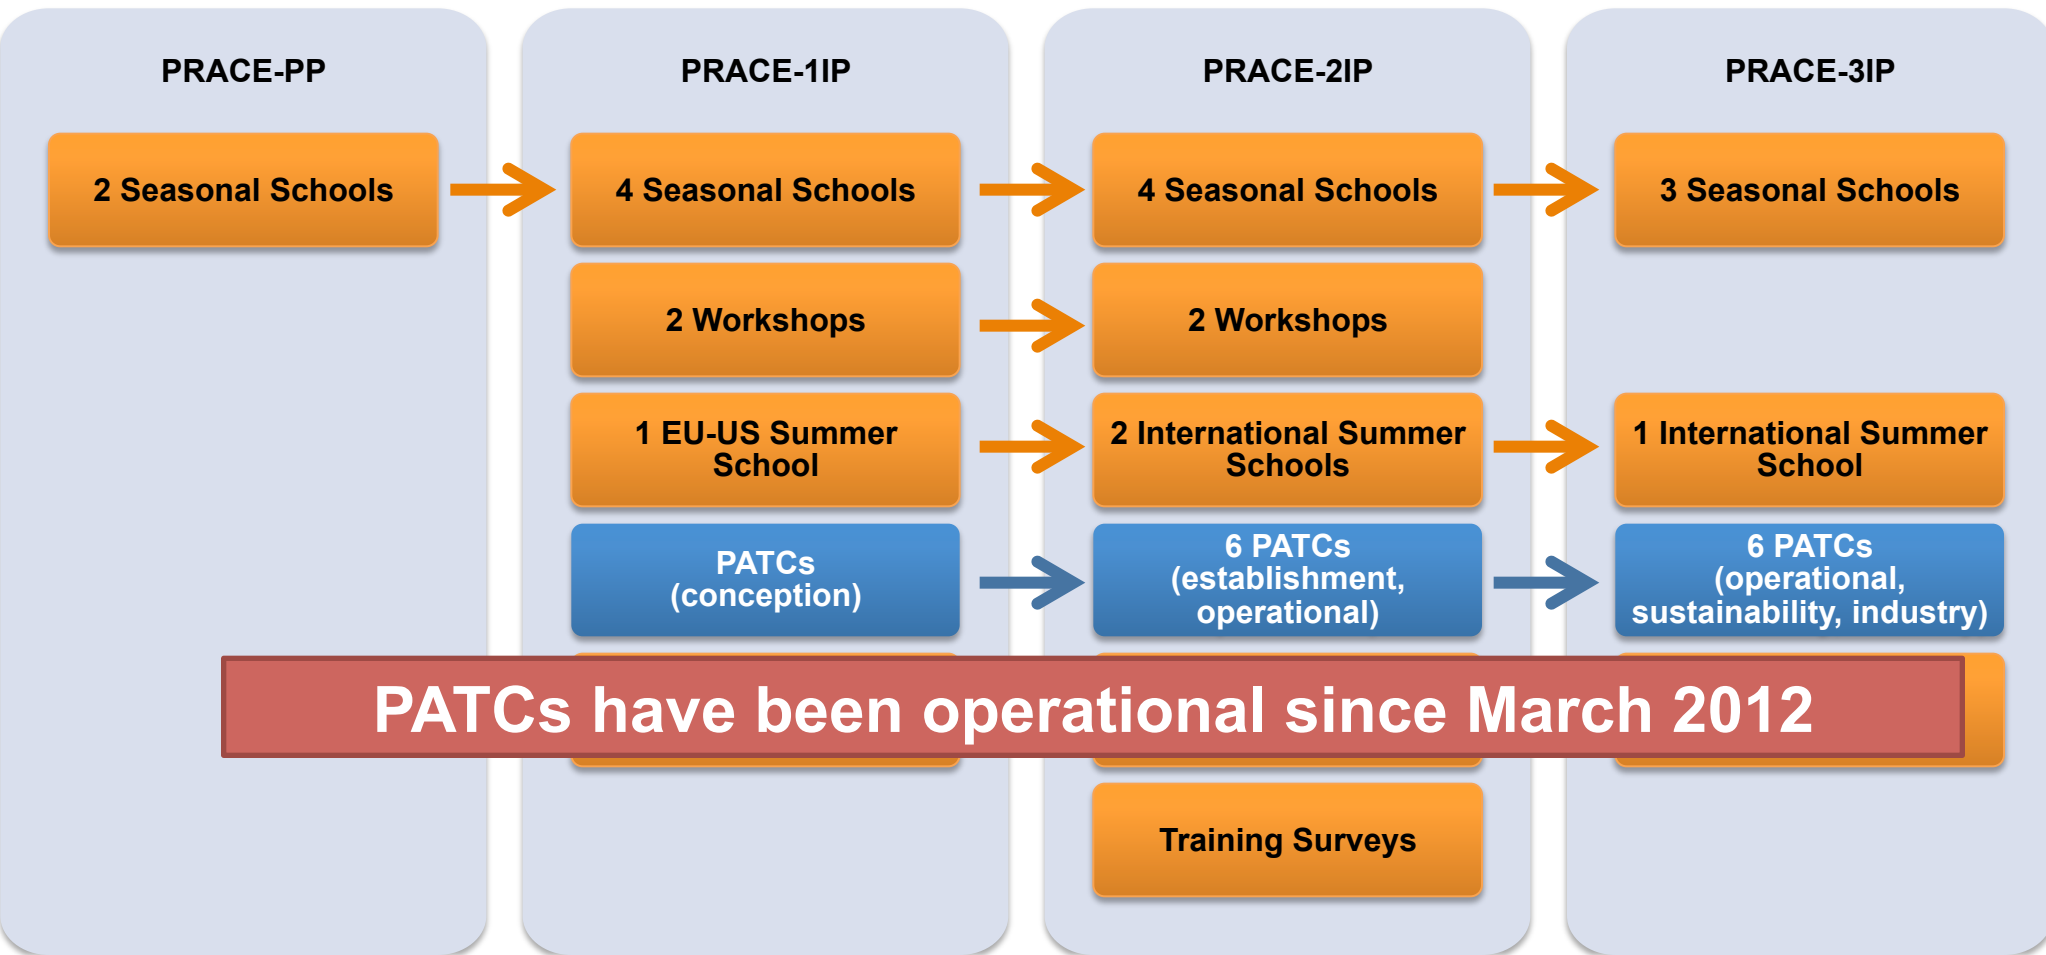 PRACE-PP
2 Seasonal Schools
PRACE-1IP
4 Seasonal Schools
2 Workshops
1 EU-US Summer
School
PATCs
(conception)
PRACE-2IP
4 Seasonal Schools
2 Workshops
2 International Summer
Schools
6 PATCs
(establishment,
operational)
Training Surveys
PRACE-3IP
3 Seasonal Schools
1 International Summer
School
6 PATCs
(operational,
sustainability, industry)
PATCs have been operational since March 2012